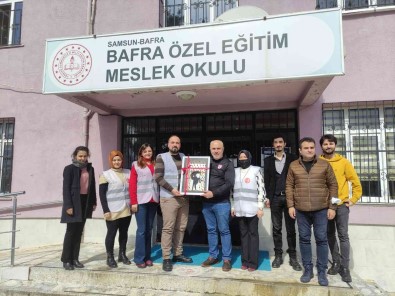 SAMSUN-BAFRA
BAFRA ÖZEL EĞİTİM
MESLEK OKULU